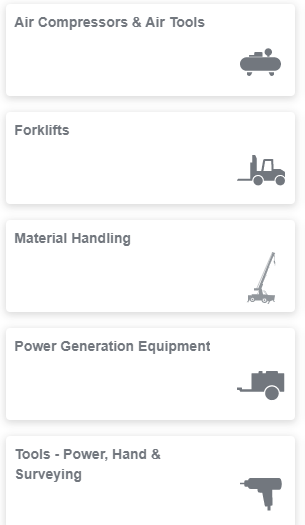 Air Compressors & Air Tools
Forklifts
Material Handling
Power Generation Equipment
Tools - Power, Hand &
Surveying